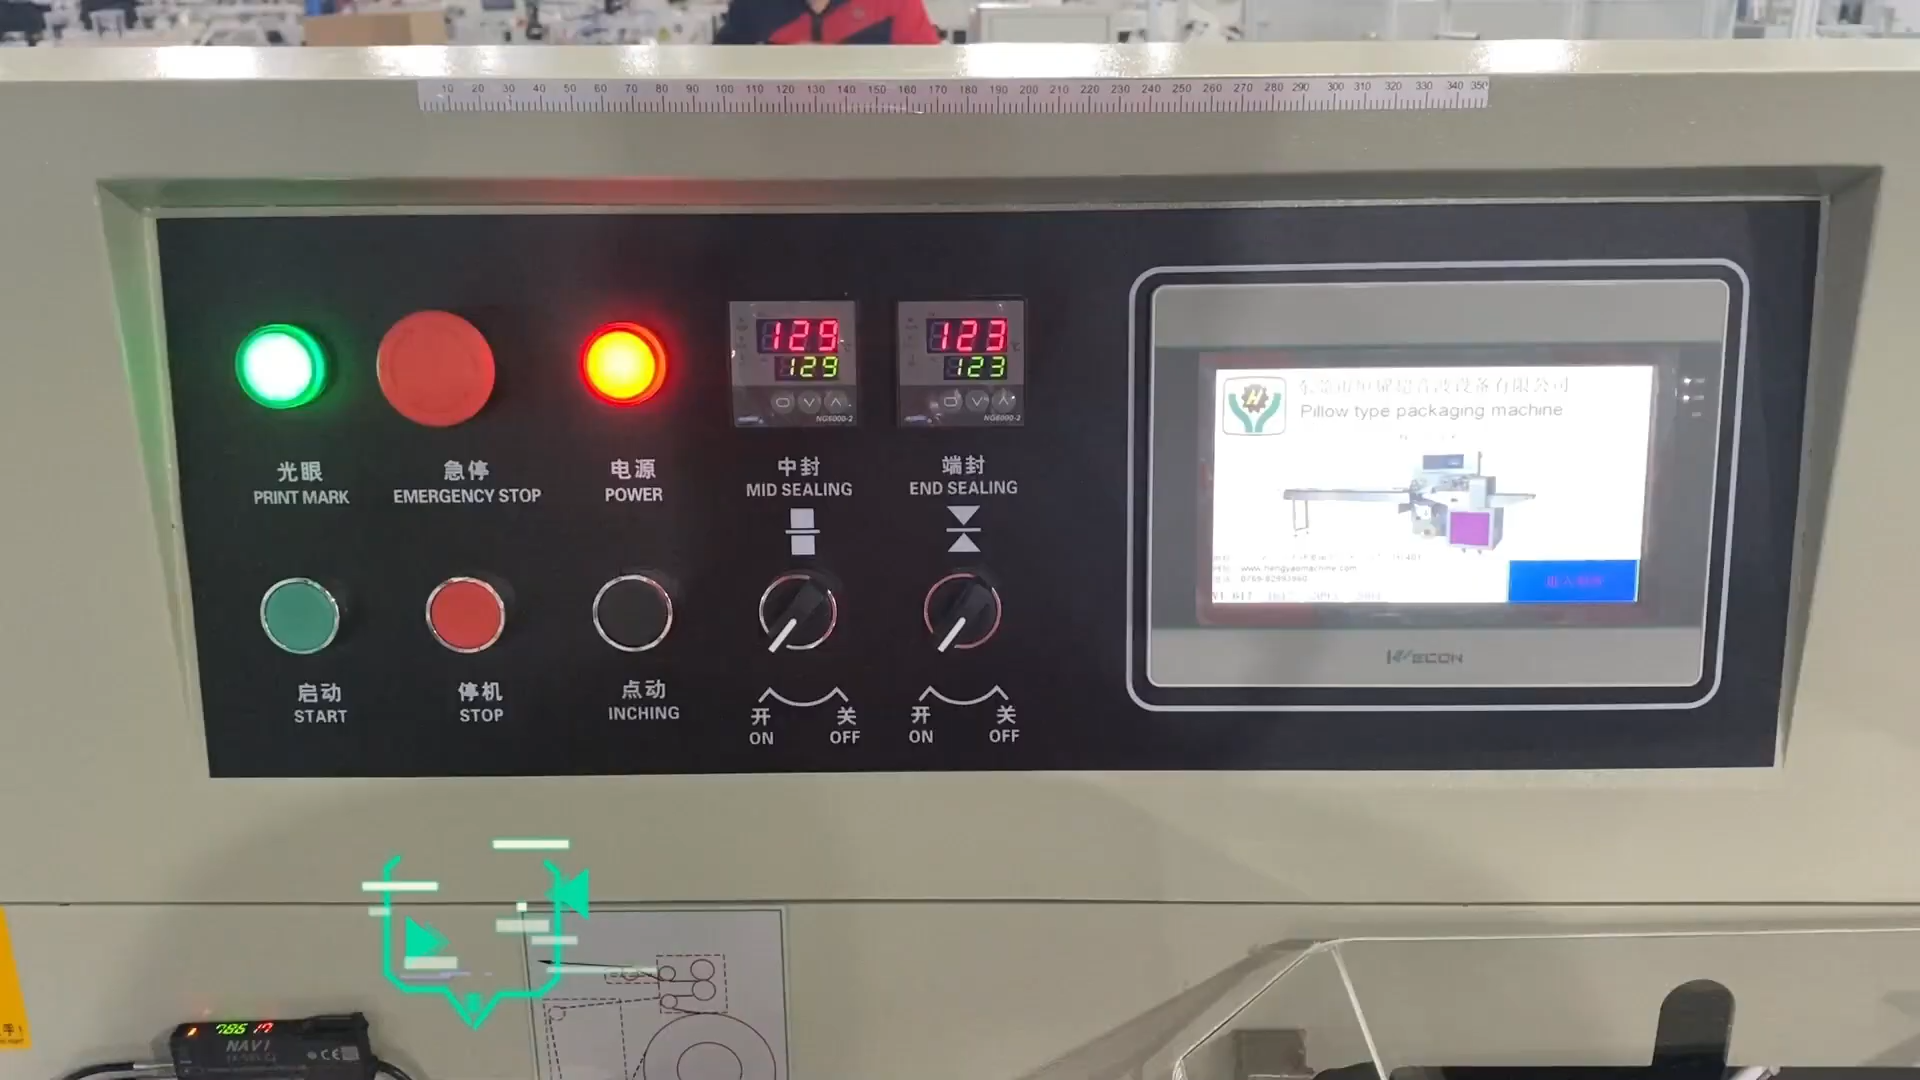 10 20 30 40 50 60 70 80 90 100 110 120 130 140 150 160 170 180 190 200 210 220 230 240 250 260 270 280 290 300 310 320 330 340 350
129
129
NG6000-2
123
℃
123
NG6000-2
光眼
PRINT MARK
急停
EMERGENCY STOP
电源
POWER
中封
MID SEALING
端封
END SEALING
启动
START
停机
STOP
点动
INCHING
开
ON
关
OFF
开
ON
关
OFF
H
Pillow type packaging machine
www.hengyaomachine.com
WECON
786 17
NAVI
CE